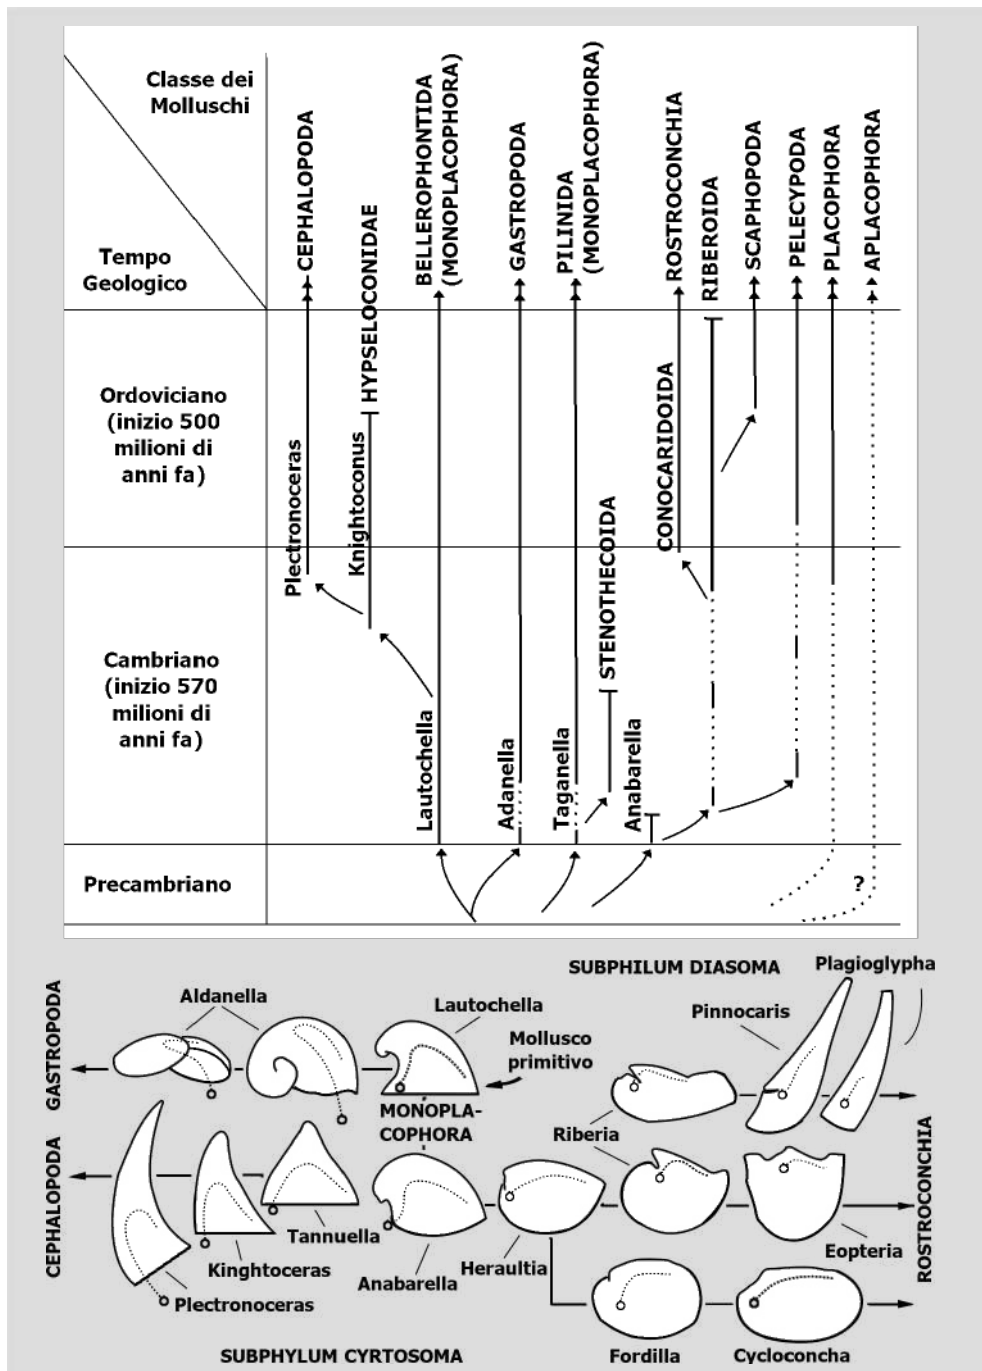 Classe dei
Molluschi
Tempo
Geologico
CEPHALOPODA
HYPSELOCONIDAE
BELLEROPHONTIDA
(MONOPLACOPHORA)
GASTROPODA
PILINIDA
(MONOPLACOPHORA)
ROSTROCONCHIA
RIBEROIDA
SCAPHOPODA
PELECYPODA
PLACOPHORA
APLACOPHORA
Ordoviciano
(inizio 500
milioni di
anni fa)
Plectronoceras
Knightoconus
STENOTHECOIDA
CONOCARIDOIDA
Cambriano
(inizio 570
milioni di
anni fa)
Lautochella
Adanella
Taganella
Anabarella
Precambriano
?
SUBPHILUM DIASOMA
Plagioglypha
GASTROPODA
Aldanella
Lautochella
Mollusco
primitivo
Pinnocaris
MONOPLA-
COPHORA
Riberia
CEPHALOPODA
Tannuella
Kinghtoceras
Plectronoceras
Anabarella
Heraultia
Eopteria
ROSTROCONCHIA
SUBPHYLUM CYRTOSOMA
Fordilla
Cycloconcha